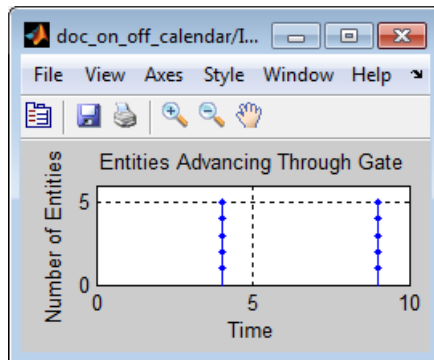 doc_on_off_calendar/I...
File View Axes Style Window Help
Entities Advancing Through Gate
Number of Entities
5
0
0 5 10
Time